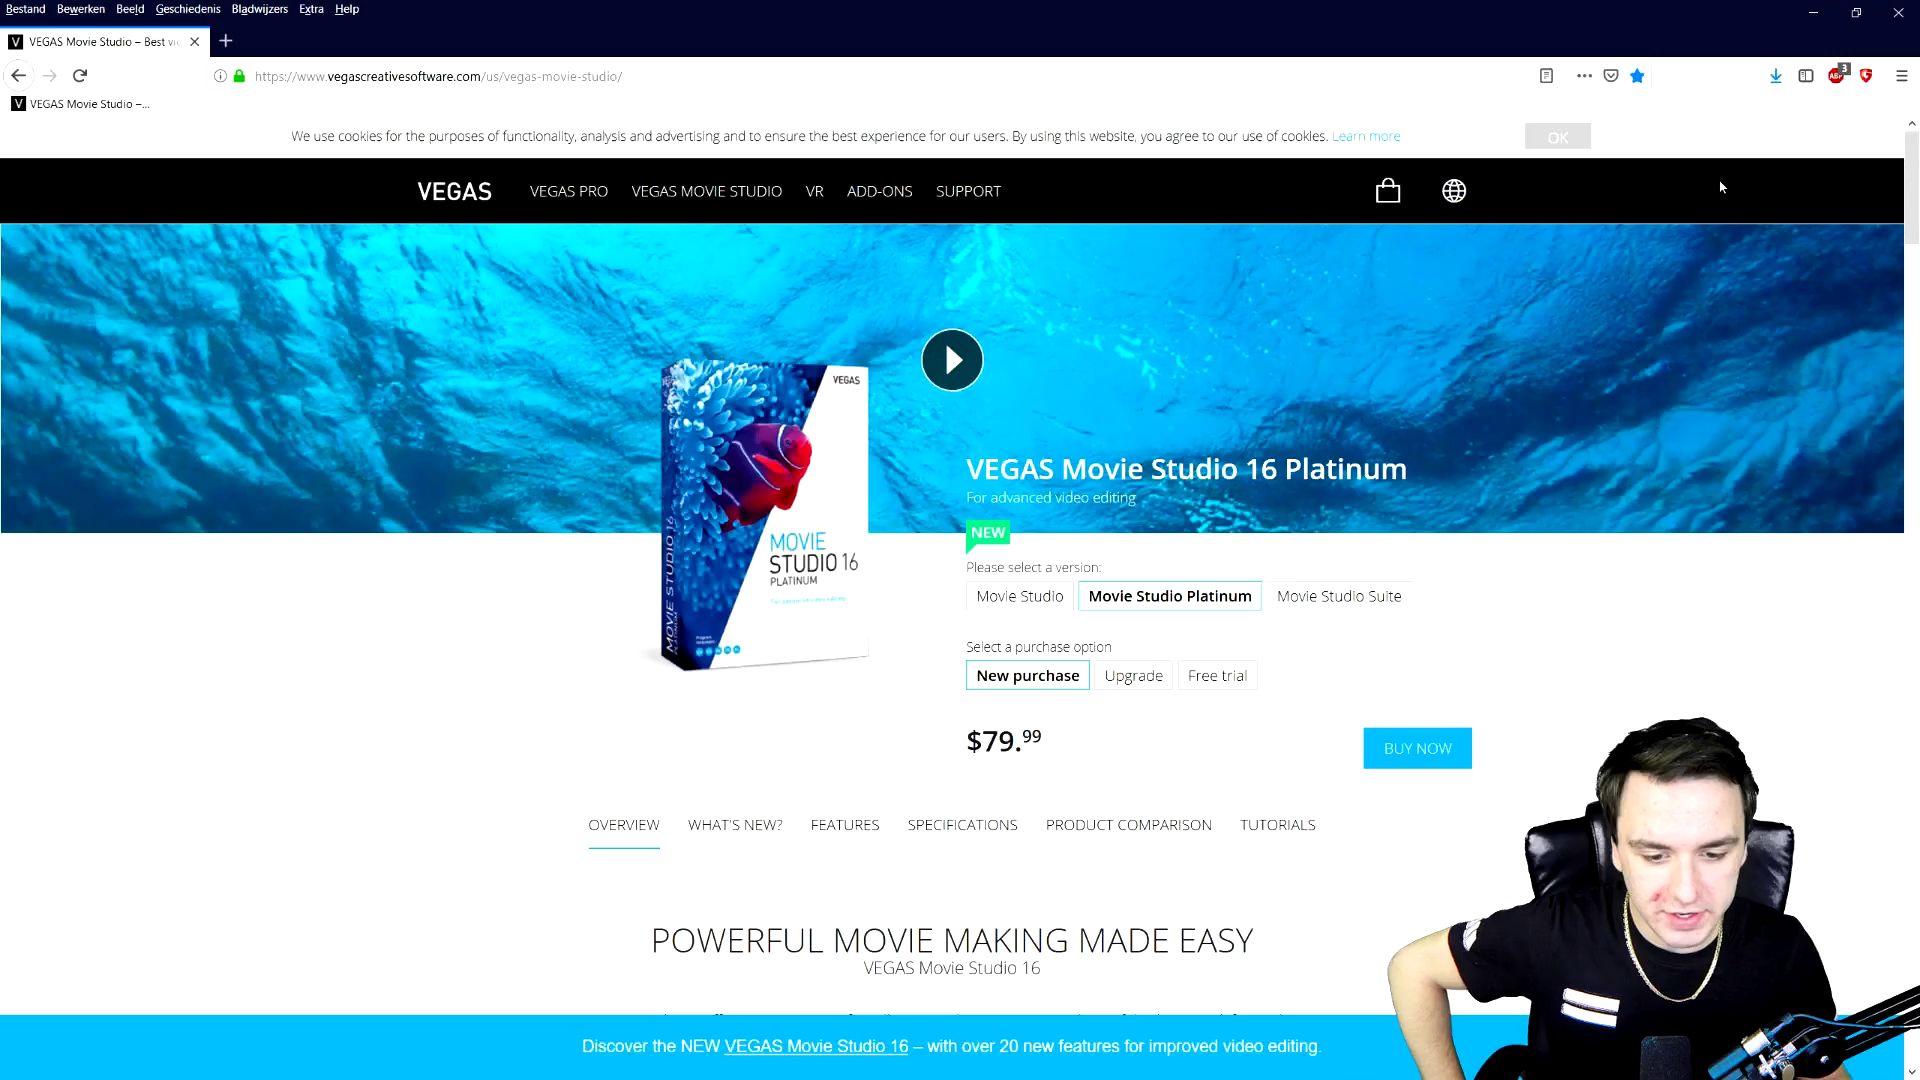 Bestand Bewerken Beeld Geschiedenis Bladwijzers Extra Help
V VEGAS Movie Studio – Best vi
https://www.vegascreativesoftware.com/us/vegas-movie-studio/
ABP 3
V VEGAS Movie Studio –...
We use cookies for the purposes of functionality, analysis and advertising and to ensure the best experience for our users. By using this website, you agree to our use of cookies. Learn more OK
VEGAS VEGAS PRO VEGAS MOVIE STUDIO VR ADD-ONS SUPPORT
VEGAS
MOVIE
STUDIO 16
PLATINUM
MOVIE STUDIO 16
PLATINUM
VEGAS Movie Studio 16 Platinum
For advanced video editing
NEW
Please select a version:
Movie Studio Movie Studio Platinum Movie Studio Suite
Select a purchase option
New purchase Upgrade Free trial
$79.99
BUY NOW
OVERVIEW WHAT'S NEW? FEATURES SPECIFICATIONS PRODUCT COMPARISON TUTORIALS
POWERFUL MOVIE MAKING MADE EASY
VEGAS Movie Studio 16
Discover the NEW VEGAS Movie Studio 16 – with over 20 new features for improved video editing.